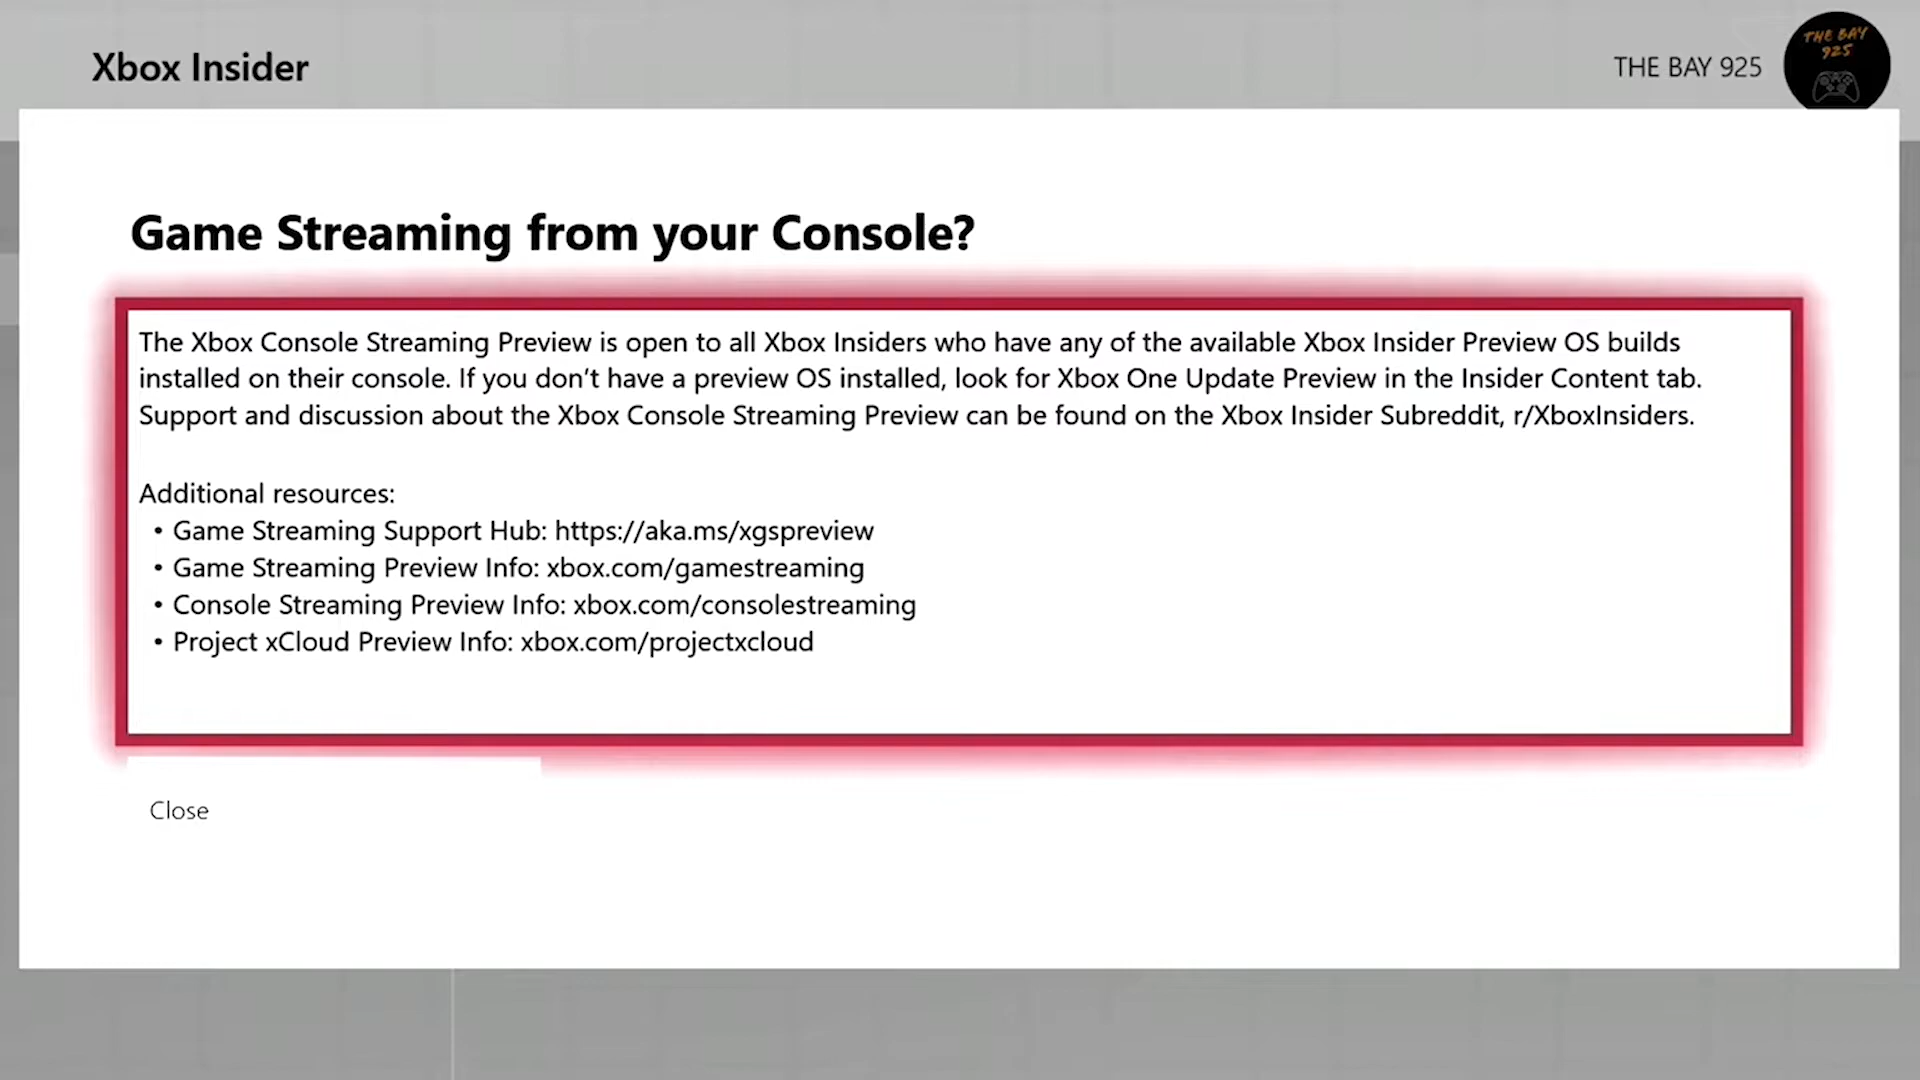 Xbox Insider
THE BAY 925
THE BAY
925
Game Streaming from your Console?
The Xbox Console Streaming Preview is open to all Xbox Insiders who have any of the available Xbox Insider Preview OS builds
installed on their console. If you don’t have a preview OS installed, look for Xbox One Update Preview in the Insider Content tab.
Support and discussion about the Xbox Console Streaming Preview can be found on the Xbox Insider Subreddit, r/XboxInsiders.
Additional resources:
• Game Streaming Support Hub: https://aka.ms/xgspreview
• Game Streaming Preview Info: xbox.com/gamestreaming
• Console Streaming Preview Info: xbox.com/consolestreaming
• Project xCloud Preview Info: xbox.com/projectxcloud
Close